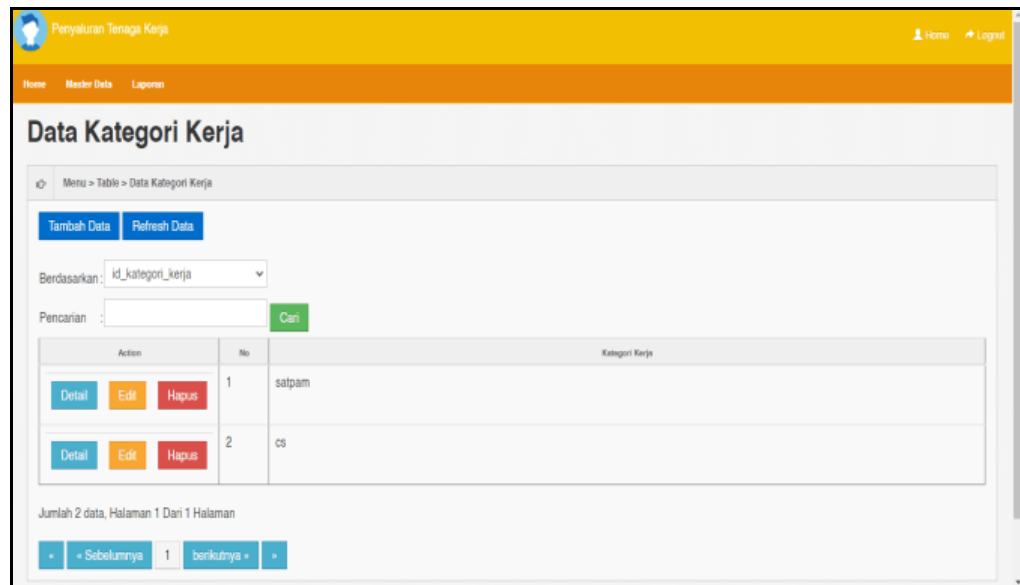 Penyaluran Tenaga Kerja
Home Logout
Home Master Data Laporan
Data Kategori Kerja
Menu > Table > Data Kategori Kerja
Tambah Data Refresh Data
Berdasarkan : id_kategori_kerja
Pencarian : Cari
Action No Kategori Kerja
Detail Edit Hapus 1 satpam
Detail Edit Hapus 2 cs
Jumlah 2 data, Halaman 1 Dari 1 Halaman
« « Sebelumnya 1 berikutnya » »